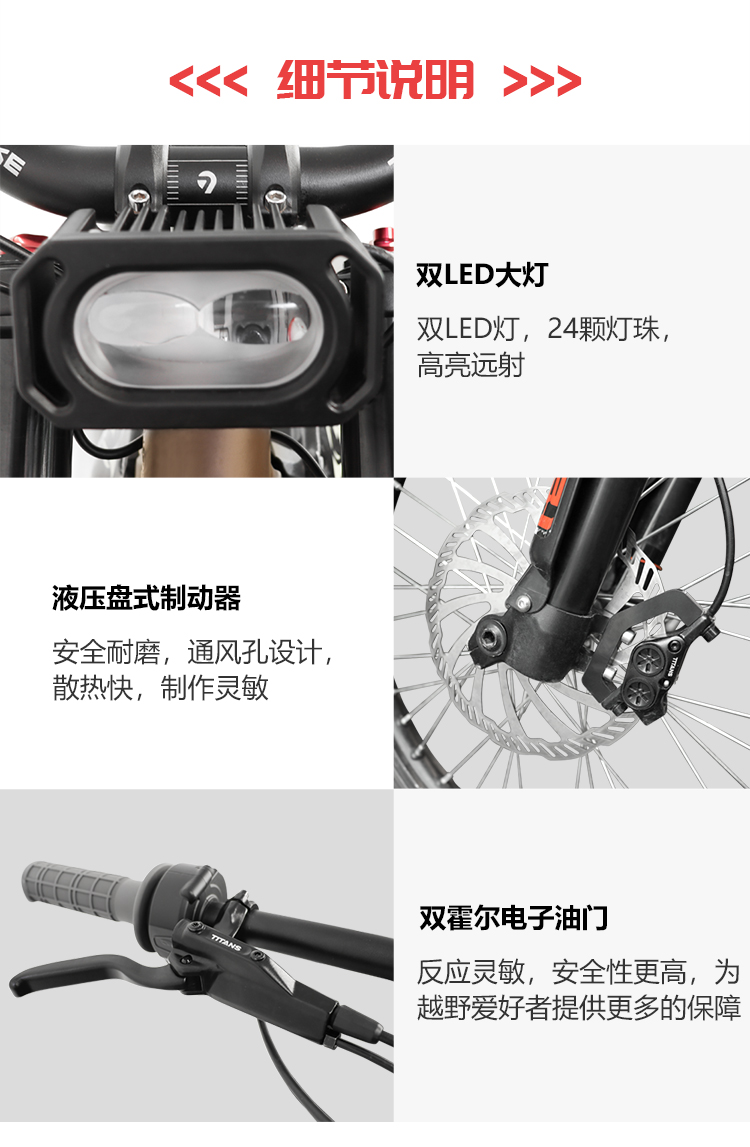 <<< 细节说明 >>>
双LED大灯
双LED灯，24颗灯珠，
高亮远射
液压盘式制动器
安全耐磨，通风孔设计，
散热快，制作灵敏
TITANS
TITANS
双霍尔电子油门
反应灵敏，安全性更高，为
越野爱好者提供更多的保障